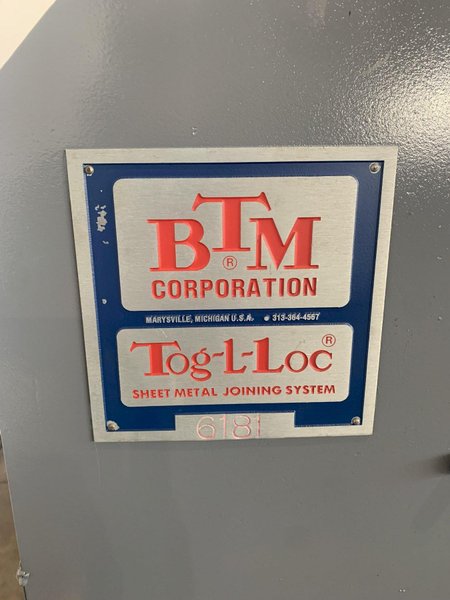 BTM®
CORPORATION
MARYSVILLE, MICHIGAN U.S.A. ● 313-364-4567
Tog-L-Loc®
SHEET METAL JOINING SYSTEM
6181